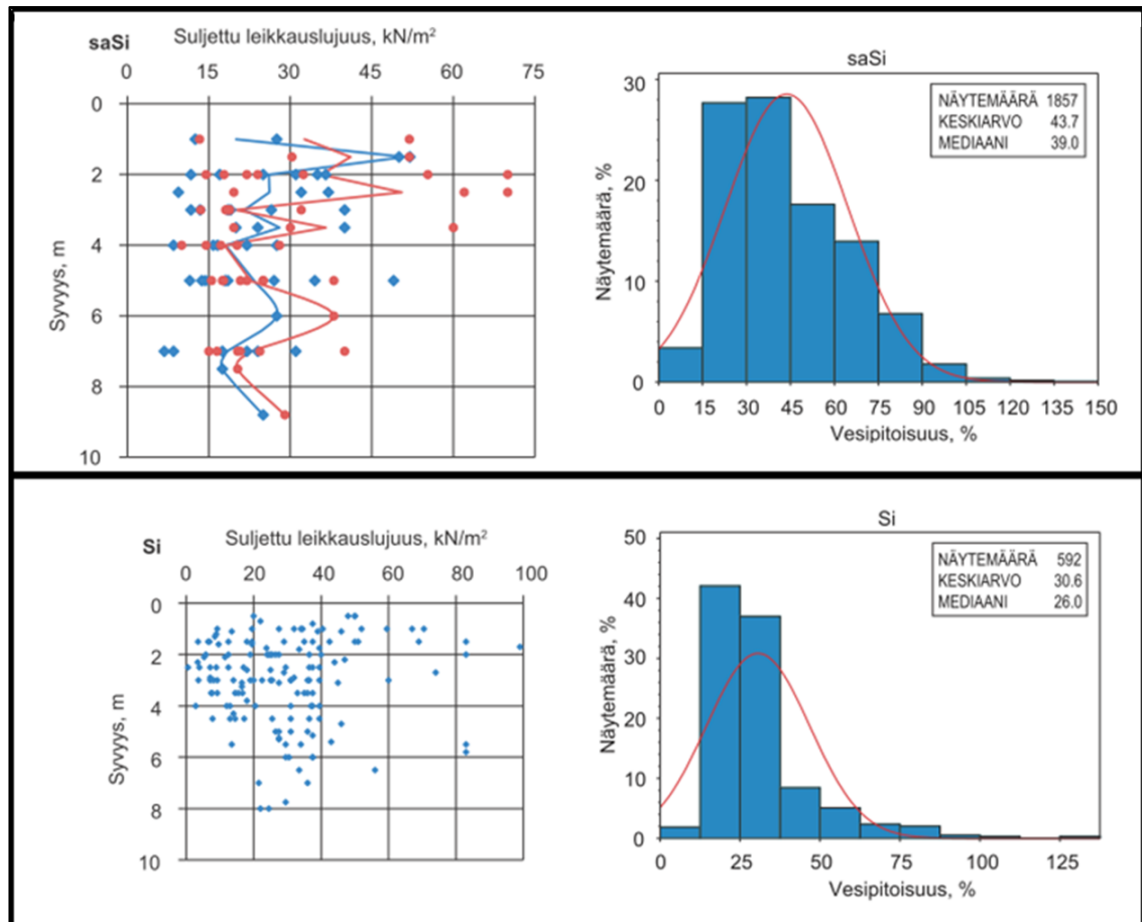 saSi
Suljettu leikkauslujuus, kN/m²
0 15 30 45 60 75
0
2
4
6
8
10
Syvyys, m
saSi
NÄYTEMÄÄRÄ 1857
KESKIARVO 43.7
MEDIAANI 39.0
30
20
10
0
Näytemäärä, %
0 15 30 45 60 75 90 105 120 135 150
Vesipitoisuus, %
Si
Suljettu leikkauslujuus, kN/m²
0 20 40 60 80 100
0
2
4
6
8
10
Syvyys, m
Si
NÄYTEMÄÄRÄ 592
KESKIARVO 30.6
MEDIAANI 26.0
50
40
30
20
10
0
Näytemäärä, %
0 25 50 75 100 125
Vesipitoisuus, %